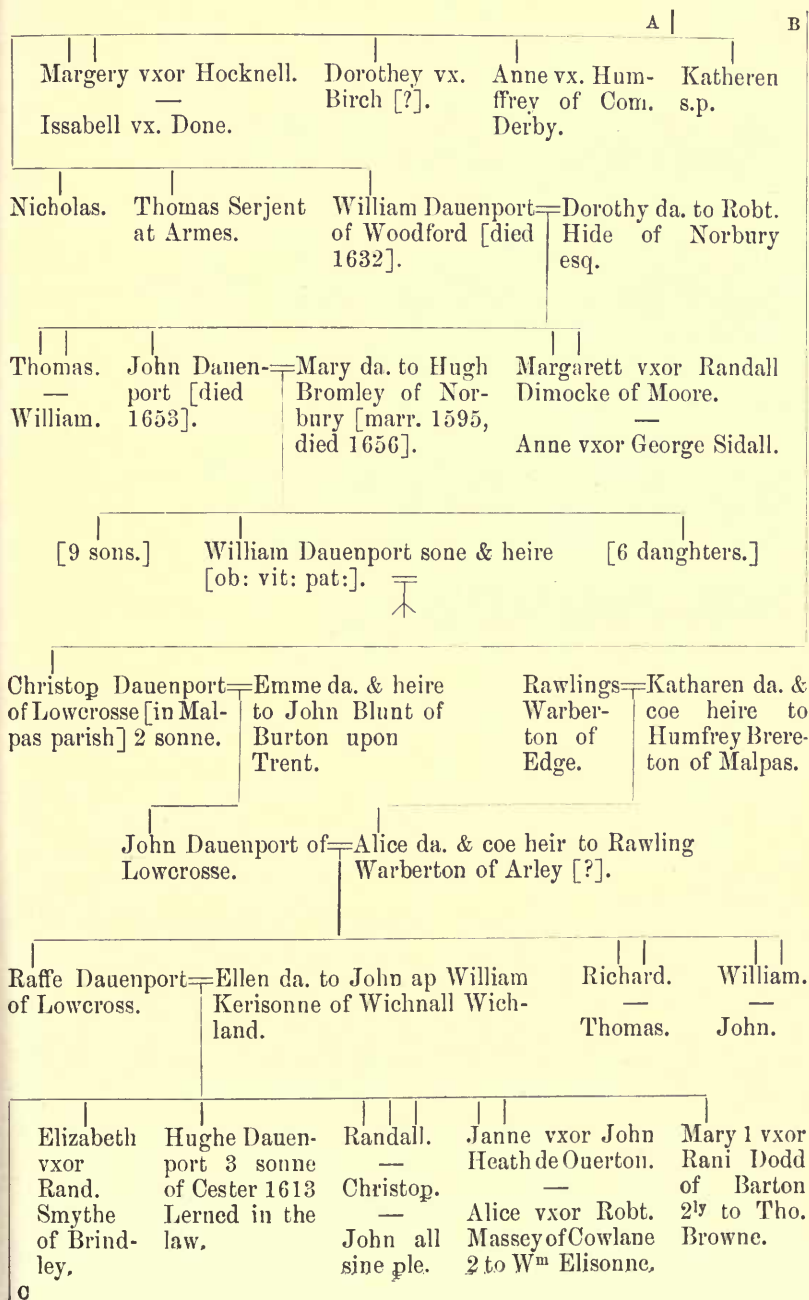 A B
Margery vxor Hocknell.
—
Issabell vx. Done.
Dorothey vx.
Birch [?].
Anne vx. Hum-
ffrey of Com.
Derby.
Katheren
s.p.
Nicholas.
Thomas Serjent
at Armes.
William Dauenport
of Woodford [died
1632].
Dorothy da. to Robt.
Hide of Norbury
esq.
Thomas.
—
William.
John Dauen-
port [died
1653].
Mary da. to Hugh
Bromley of Nor-
bury [marr. 1595,
died 1656].
Margarett vxor Randall
Dimocke of Moore.
—
Anne vxor George Sidall.
[9 sons.]
William Dauenport sone & heire
[ob: vit: pat:].
[6 daughters.]
Christop Dauenport
of Lowcrosse [in Mal-
pas parish] 2 sonne.
Emme da. & heire
to John Blunt of
Burton upon
Trent.
Rawlings
Warber-
ton of
Edge.
Katharen da. &
coe heire to
Humfrey Brere-
ton of Malpas.
John Dauenport of
Lowcrosse.
Alice da. & coe heir to Rawling
Warberton of Arley [?].
Raffe Dauenport
of Lowcross.
Ellen da. to John ap William
Kerisonne of Wichnall Wich-
land.
Richard.
—
Thomas.
William.
—
John.
Elizabeth
vxor
Rand.
Smythe
of Brind-
ley.
Hughe Dauen-
port 3 sonne
of Cester 1613
Lerned in the
law.
Randall.
—
Christop.
—
John all
sine ple.
Janne vxor John
Heath de Ouerton.
—
Alice vxor Robt.
Massey of Cowlane
2 to Wm Elisonne.
Mary 1 vxor
Rani Dodd
of Barton
2ly to Tho.
Browne.
C